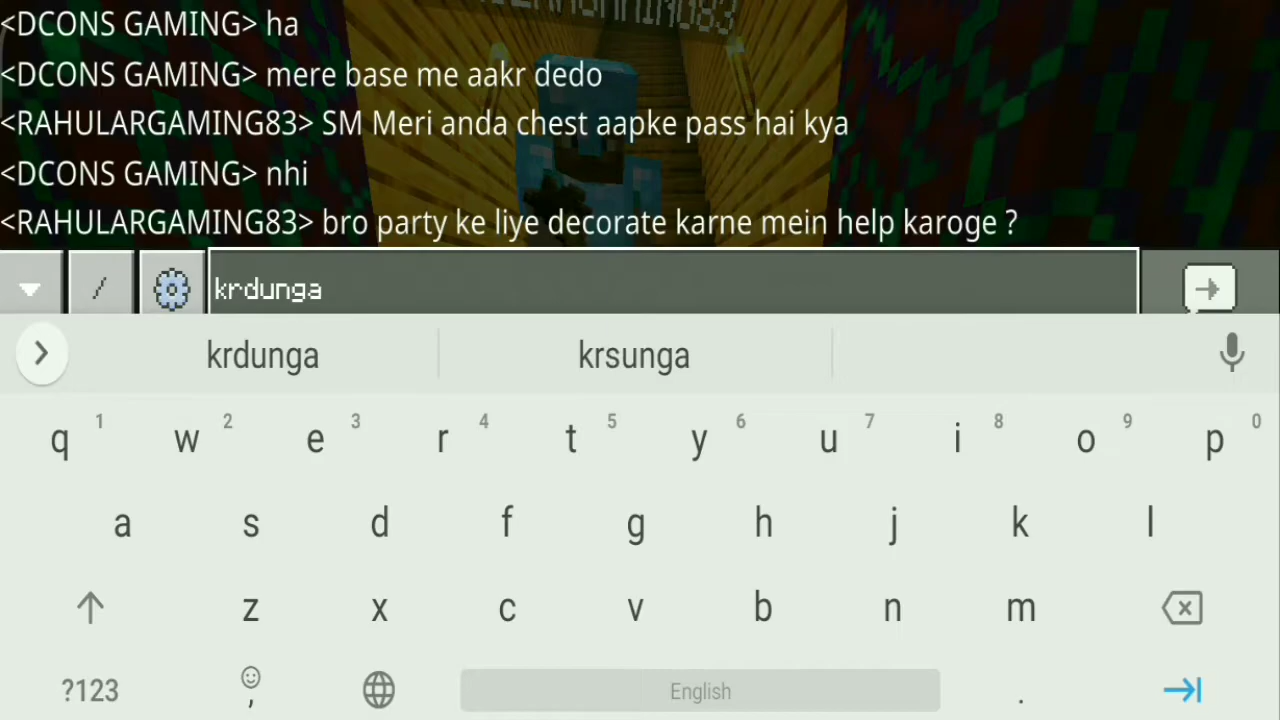 <DCONS GAMING> ha
<DCONS GAMING> mere base me aakr dedo
<RAHULARGAMING83> SM Meri anda chest aapke pass hai kya
<DCONS GAMING> nhi
<RAHULARGAMING83> bro party ke liye decorate karne mein help karoge ?
/ krdunga
krdunga krsunga
q 1 w 2 e 3 r 4 t 5 y 6 u 7 i 8 o 9 p 0
a s d f g h j k l
z x c v b n m
?123 , English .